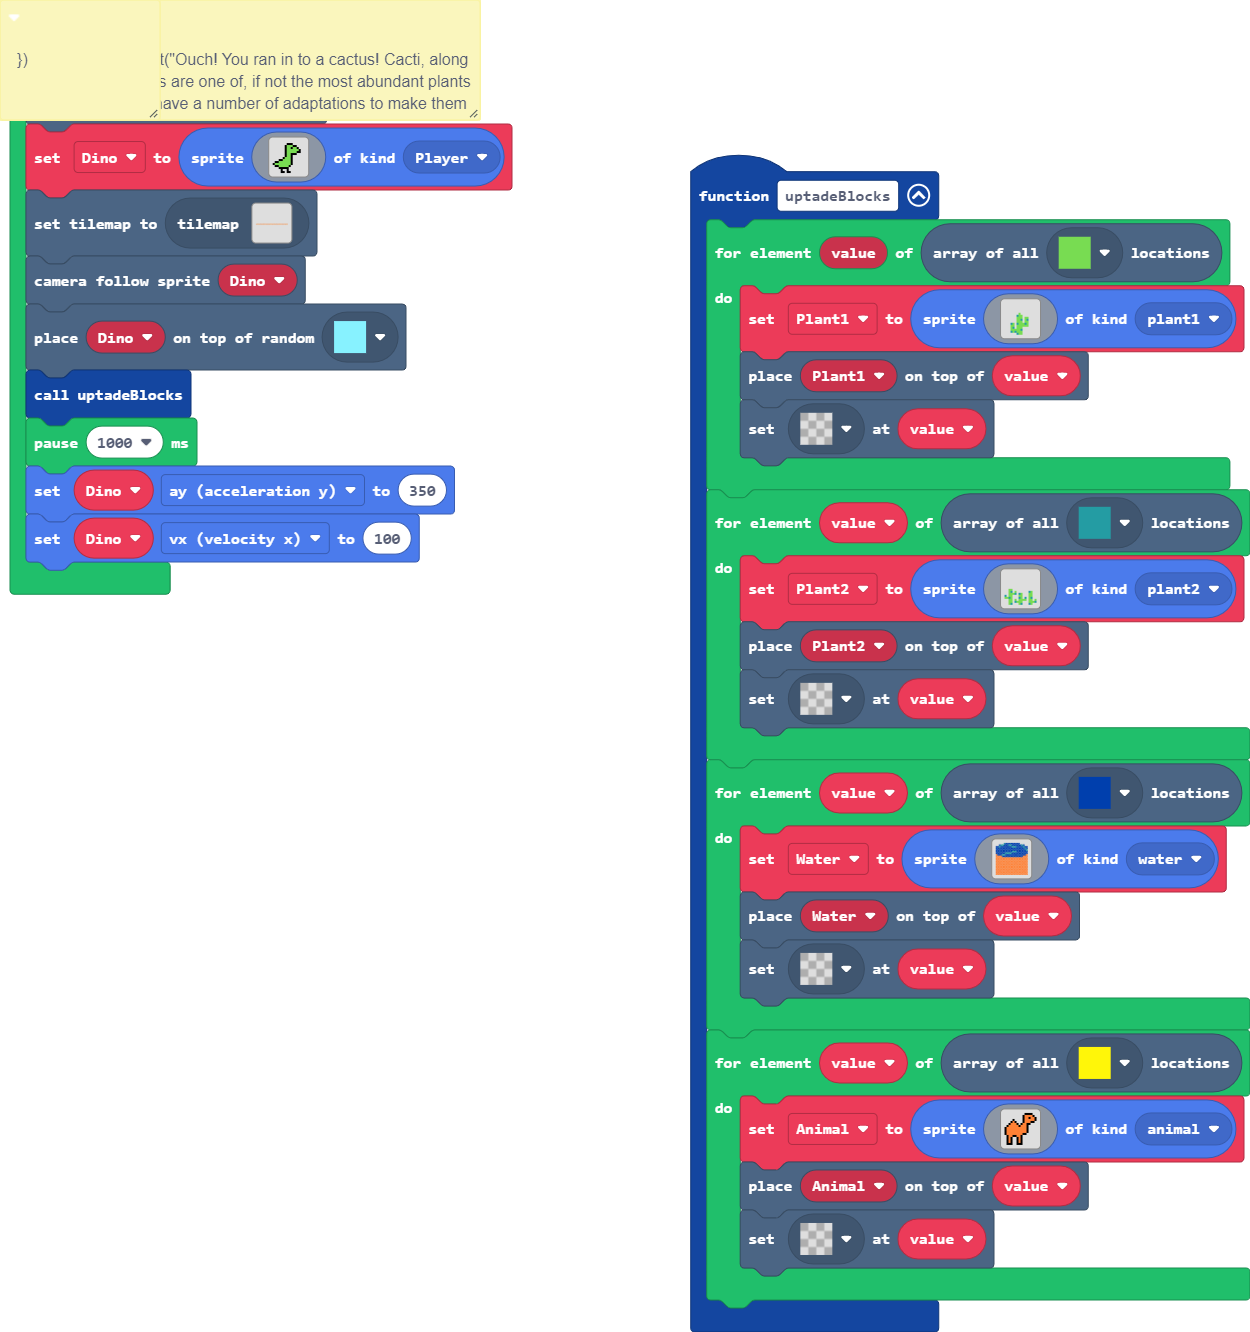 })
t("Ouch! You ran in to a cactus! Cacti, along
s are one of, if not the most abundant plants
ave a number of adaptations to make them
set Dino to sprite of kind Player
set tilemap to tilemap
camera follow sprite Dino
place Dino on top of random
call uptadeBlocks
pause 1000 ms
set Dino ay (acceleration y) to 350
set Dino vx (velocity x) to 100
function uptadeBlocks
for element value of array of all locations
do
set Plant1 to sprite of kind plant1
place Plant1 on top of value
set at value
for element value of array of all locations
do
set Plant2 to sprite of kind plant2
place Plant2 on top of value
set at value
for element value of array of all locations
do
set Water to sprite of kind water
place Water on top of value
set at value
for element value of array of all locations
do
set Animal to sprite of kind animal
place Animal on top of value
set at value